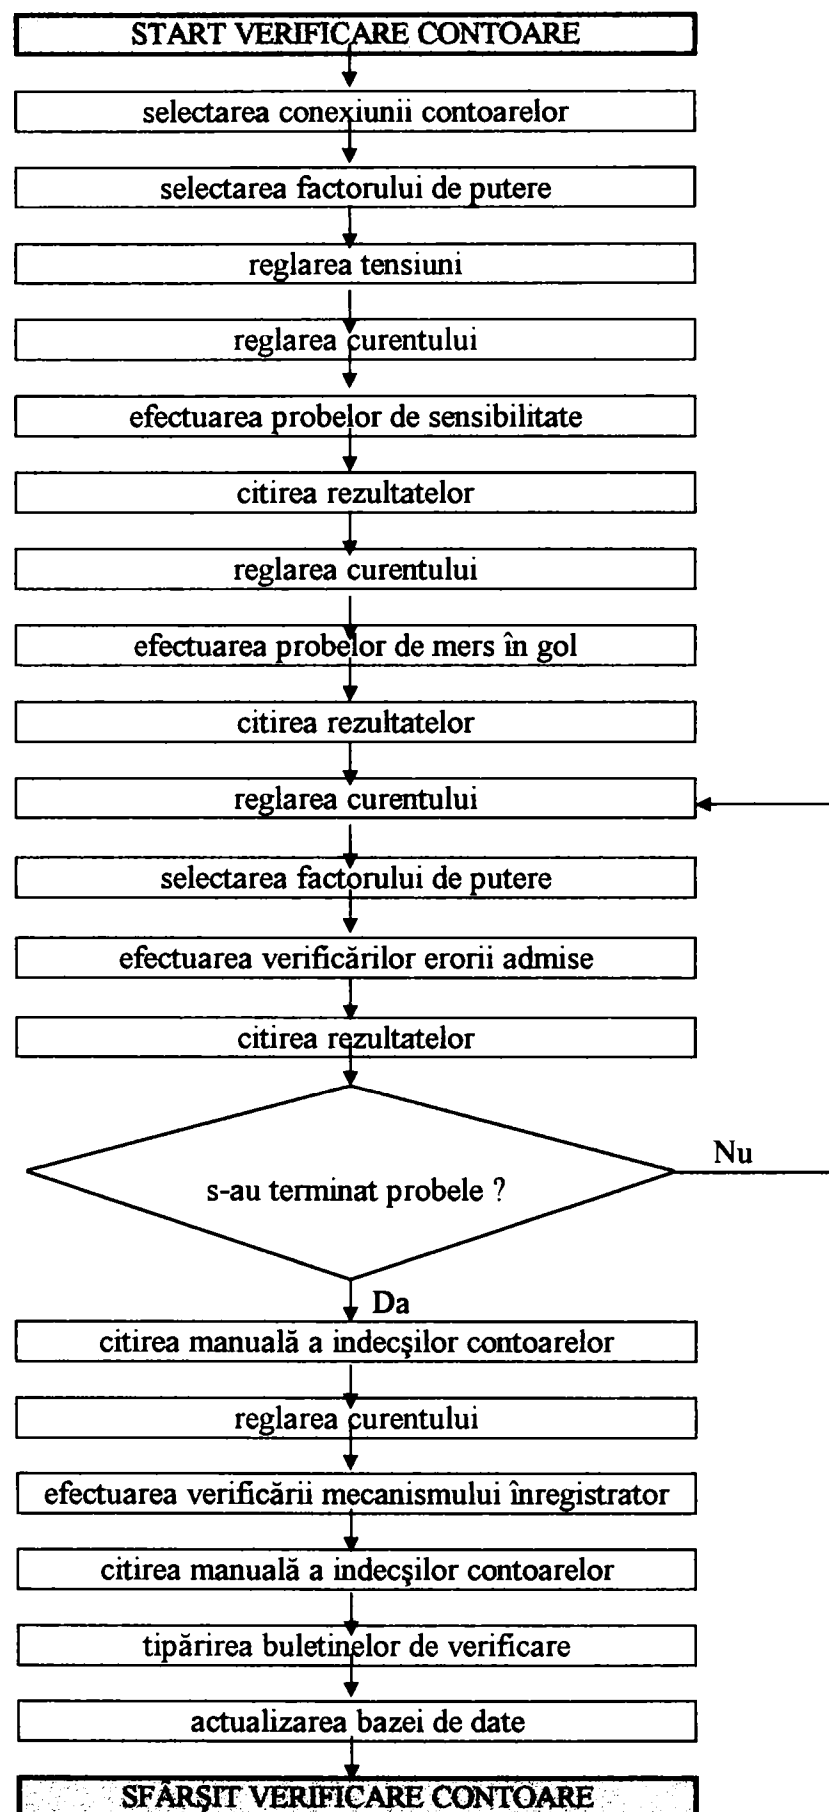 START VERIFICARE CONTOARE
selectarea conexiunii contoarelor
selectarea factorului de putere
reglarea tensiuni
reglarea curentului
efectuarea probelor de sensibilitate
citirea rezultatelor
reglarea curentului
efectuarea probelor de mers în gol
citirea rezultatelor
reglarea curentului
selectarea factorului de putere
efectuarea verificărilor erorii admise
citirea rezultatelor
Nu
s-au terminat probele ?
Da
citirea manuală a indecşilor contoarelor
reglarea curentului
efectuarea verificării mecanismului înregistrator
citirea manuală a indecşilor contoarelor
tipărirea buletinelor de verificare
actualizarea bazei de date
SFÂRŞIT VERIFICARE CONTOARE